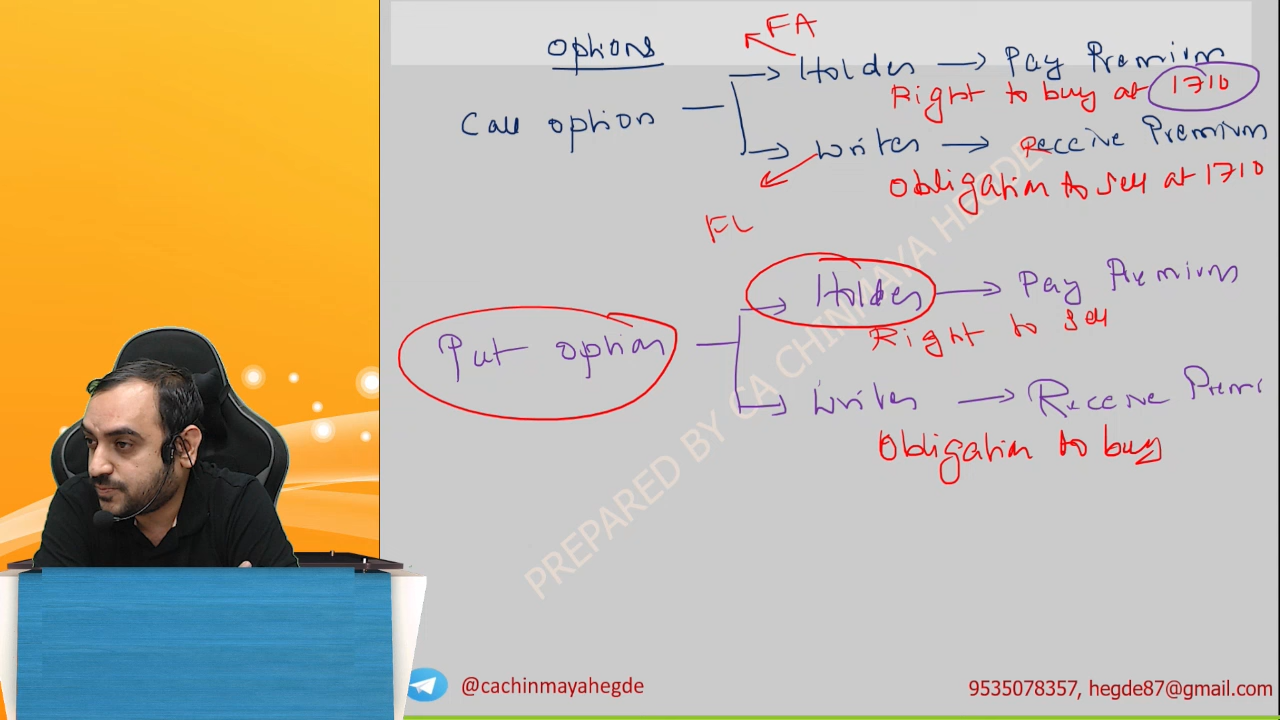 Options
FA
Holder → Pay Premium
Right to buy at 1710
Call option
Writer → Receive Premium
Obligation to sell at 1710
FL
Holder → Pay Premium
Right to sell
Put option
Writer → Receive Premi
Obligation to buy
PREPARED BY CA CHINMAYA HEGDE
@cachinmayahegde
9535078357, hegde87@gmail.com